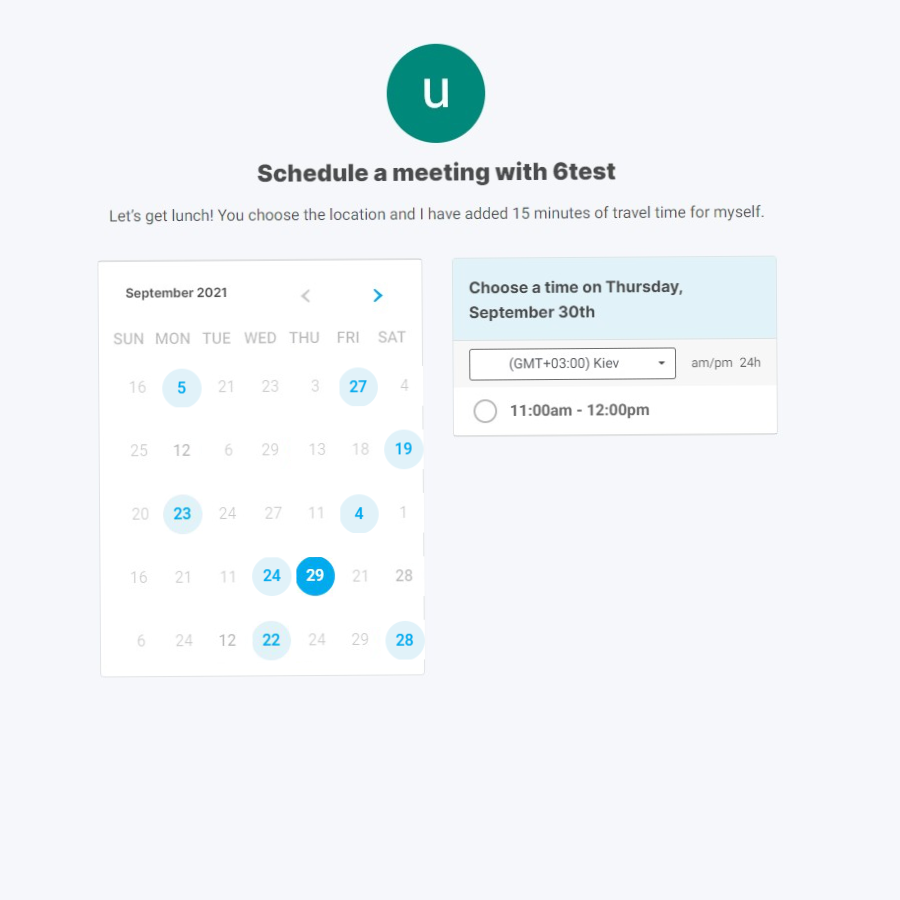 u
Schedule a meeting with 6test
Let's get lunch! You choose the location and I have added 15 minutes of travel time for myself.
September 2021
SUN MON TUE WED THU FRI SAT
16 5 21 23 3 27 4
25 12 6 29 13 18 19
20 23 24 27 11 4 1
16 21 11 24 29 21 28
6 24 12 22 24 29 28
Choose a time on Thursday,
September 30th
(GMT+03:00) Kiev am/pm 24h
11:00am - 12:00pm